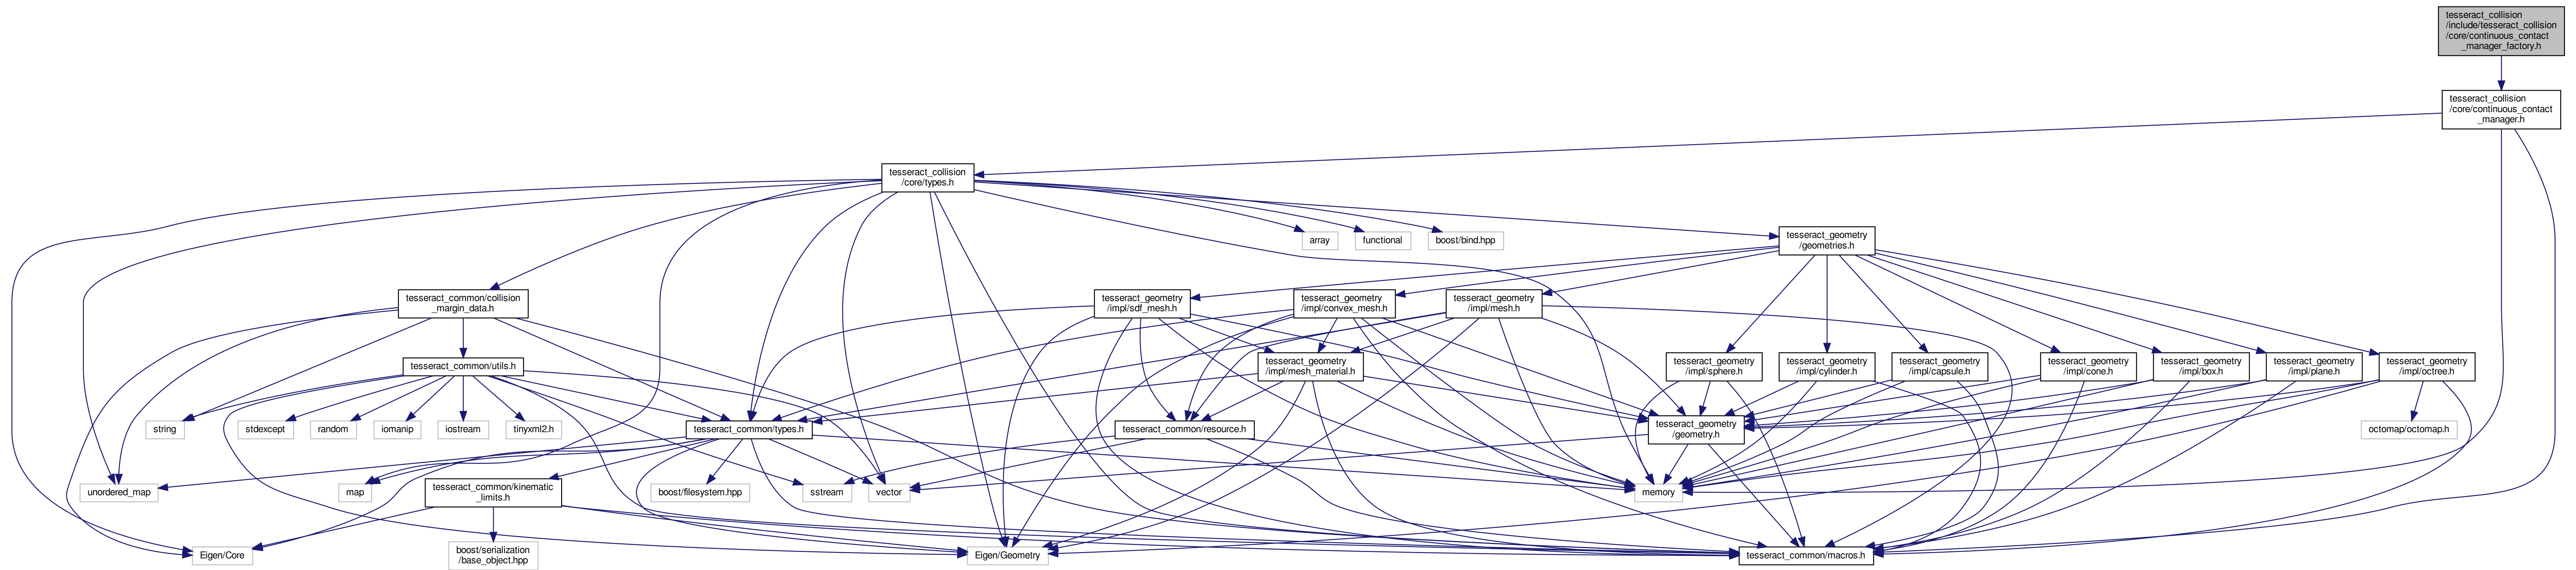 tesseract_collision
/include/tesseract_collision
/core/continuous_contact
_manager_factory.h
tesseract_collision
/core/continuous_contact
_manager.h
tesseract_collision
/core/types.h
array
functional
boost/bind.hpp
tesseract_geometry
/geometries.h
tesseract_common/collision
_margin_data.h
tesseract_geometry
/impl/sdf_mesh.h
tesseract_geometry
/impl/convex_mesh.h
tesseract_geometry
/impl/mesh.h
tesseract_common/utils.h
tesseract_geometry
/impl/mesh_material.h
tesseract_geometry
/impl/sphere.h
tesseract_geometry
/impl/cylinder.h
tesseract_geometry
/impl/capsule.h
tesseract_geometry
/impl/cone.h
tesseract_geometry
/impl/box.h
tesseract_geometry
/impl/plane.h
tesseract_geometry
/impl/octree.h
string
stdexcept
random
iomanip
iostream
tinyxml2.h
tesseract_common/types.h
tesseract_common/resource.h
tesseract_geometry
/geometry.h
octomap/octomap.h
unordered_map
map
tesseract_common/kinematic
_limits.h
boost/filesystem.hpp
sstream
vector
memory
Eigen/Core
boost/serialization
/base_object.hpp
Eigen/Geometry
tesseract_common/macros.h